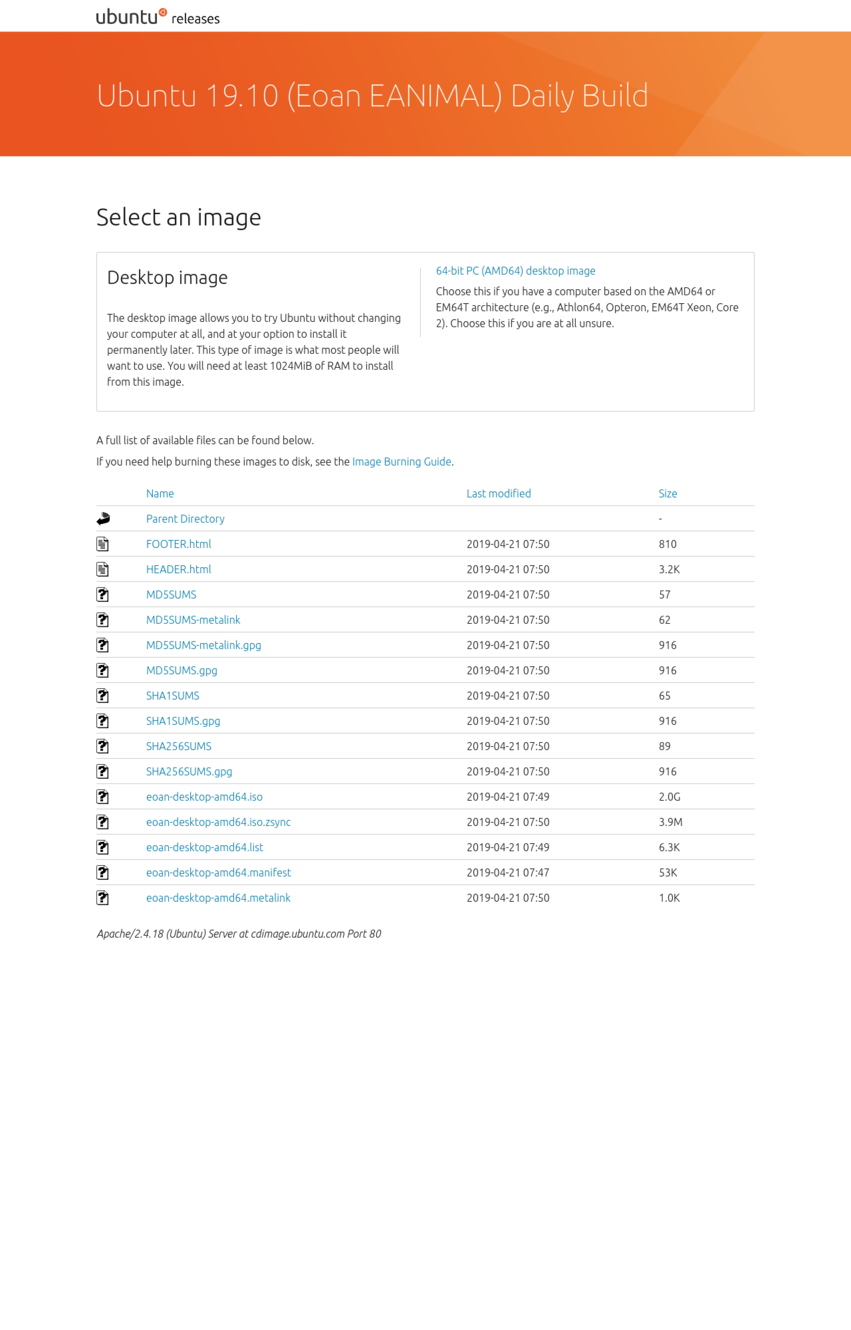 ubuntu releases
Ubuntu 19.10 (Eoan EANIMAL) Daily Build
Select an image
Desktop image
The desktop image allows you to try Ubuntu without changing
your computer at all, and at your option to install it
permanently later. This type of image is what most people will
want to use. You will need at least 1024MiB of RAM to install
from this image.
64-bit PC (AMD64) desktop image
Choose this if you have a computer based on the AMD64 or
EM64T architecture (e.g., Athlon64, Opteron, EM64T Xeon, Core
2). Choose this if you are at all unsure.
A full list of available files can be found below.
If you need help burning these images to disk, see the Image Burning Guide.
Name Last modified Size
Parent Directory -
FOOTER.html 2019-04-21 07:50 810
HEADER.html 2019-04-21 07:50 3.2K
MD5SUMS 2019-04-21 07:50 57
MD5SUMS-metalink 2019-04-21 07:50 62
MD5SUMS-metalink.gpg 2019-04-21 07:50 916
MD5SUMS.gpg 2019-04-21 07:50 916
SHA1SUMS 2019-04-21 07:50 65
SHA1SUMS.gpg 2019-04-21 07:50 916
SHA256SUMS 2019-04-21 07:50 89
SHA256SUMS.gpg 2019-04-21 07:50 916
eoan-desktop-amd64.iso 2019-04-21 07:49 2.0G
eoan-desktop-amd64.iso.zsync 2019-04-21 07:50 3.9M
eoan-desktop-amd64.list 2019-04-21 07:49 6.3K
eoan-desktop-amd64.manifest 2019-04-21 07:47 53K
eoan-desktop-amd64.metalink 2019-04-21 07:50 1.0K
Apache/2.4.18 (Ubuntu) Server at cdimage.ubuntu.com Port 80